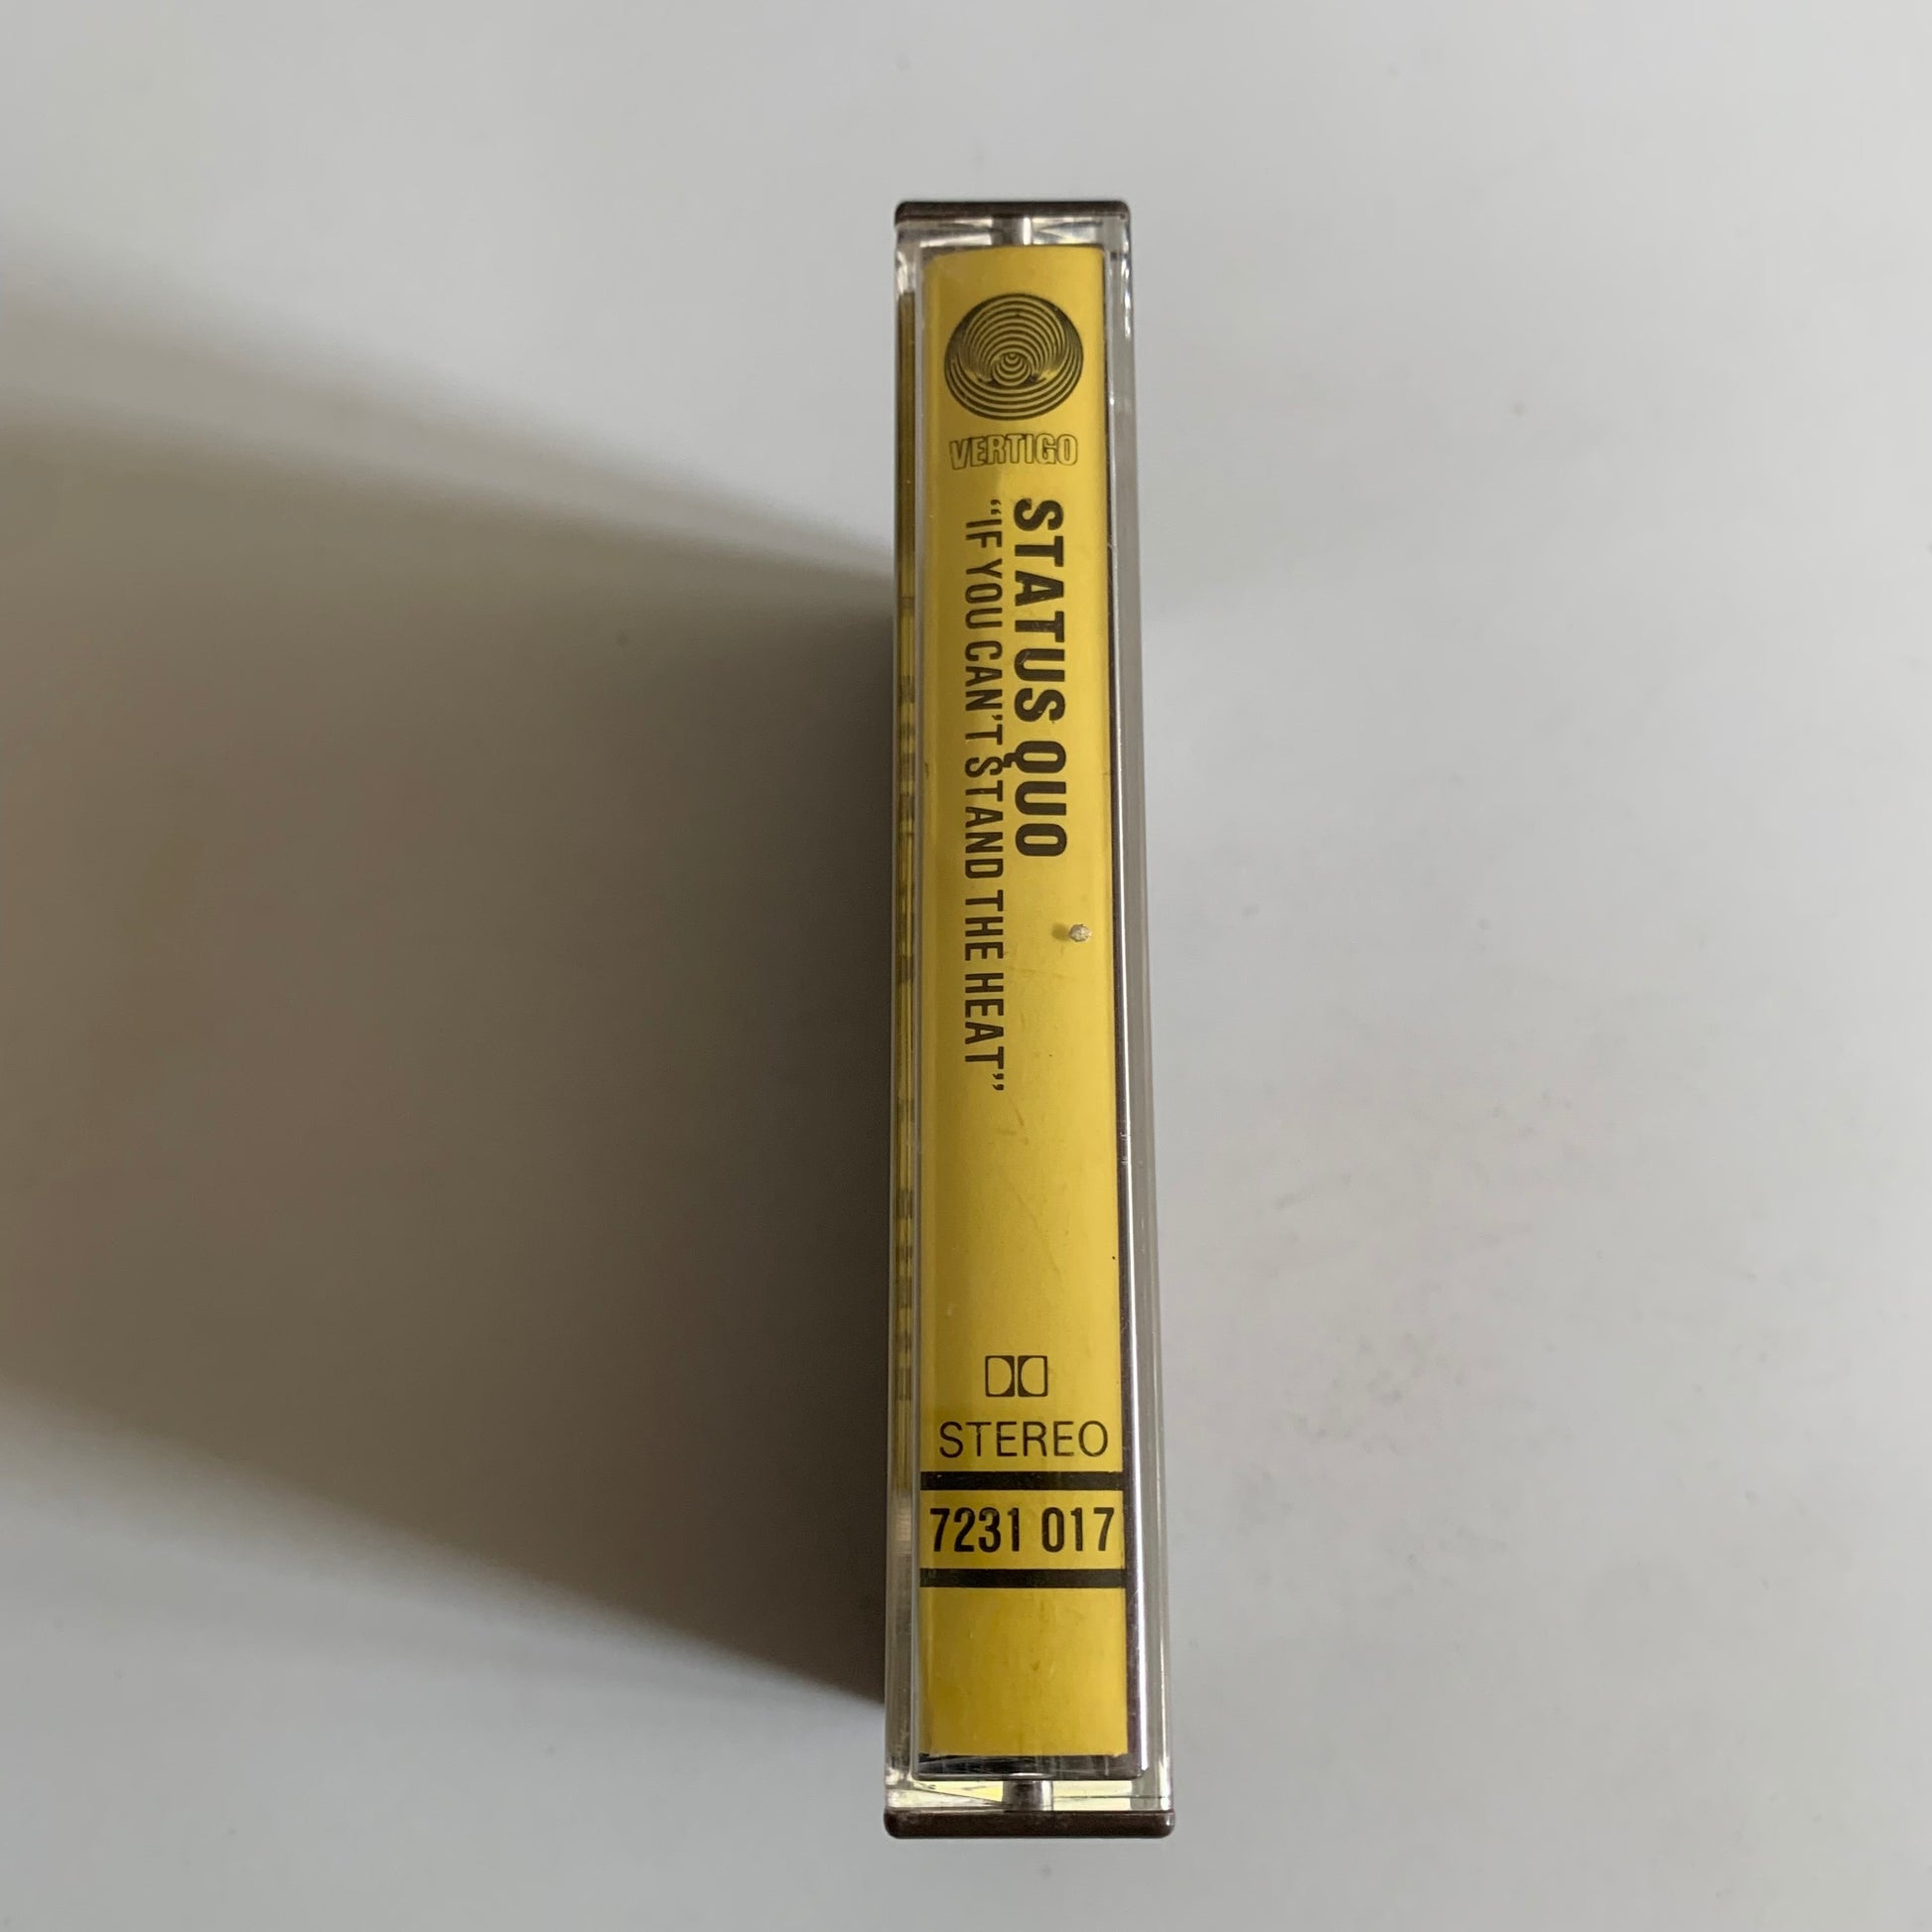 VERTIGO
STATUS QUO
“IF YOU CAN'T STAND THE HEAT”
STEREO
7231 017